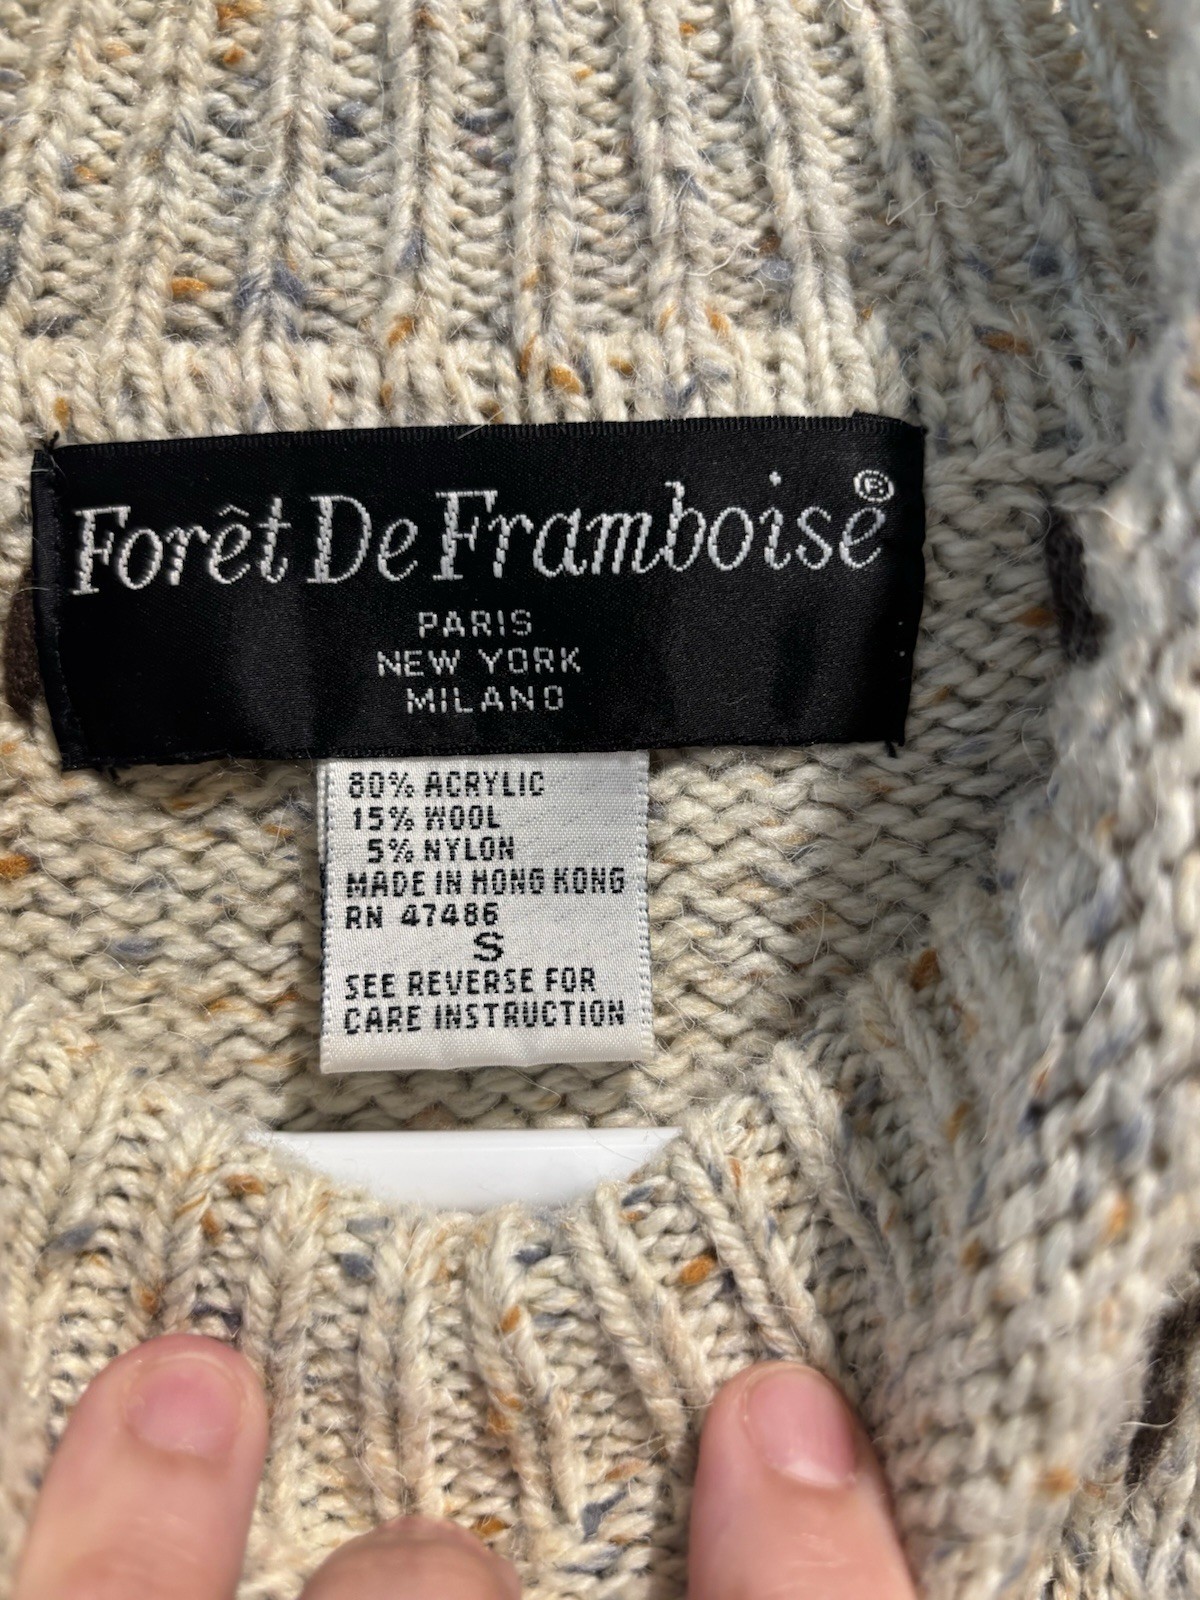 Forêt De Framboise®
PARIS
NEW YORK
MILANO
80% ACRYLIC
15% WOOL
5% NYLON
MADE IN HONG KONG
RN 47486
S
SEE REVERSE FOR
CARE INSTRUCTION